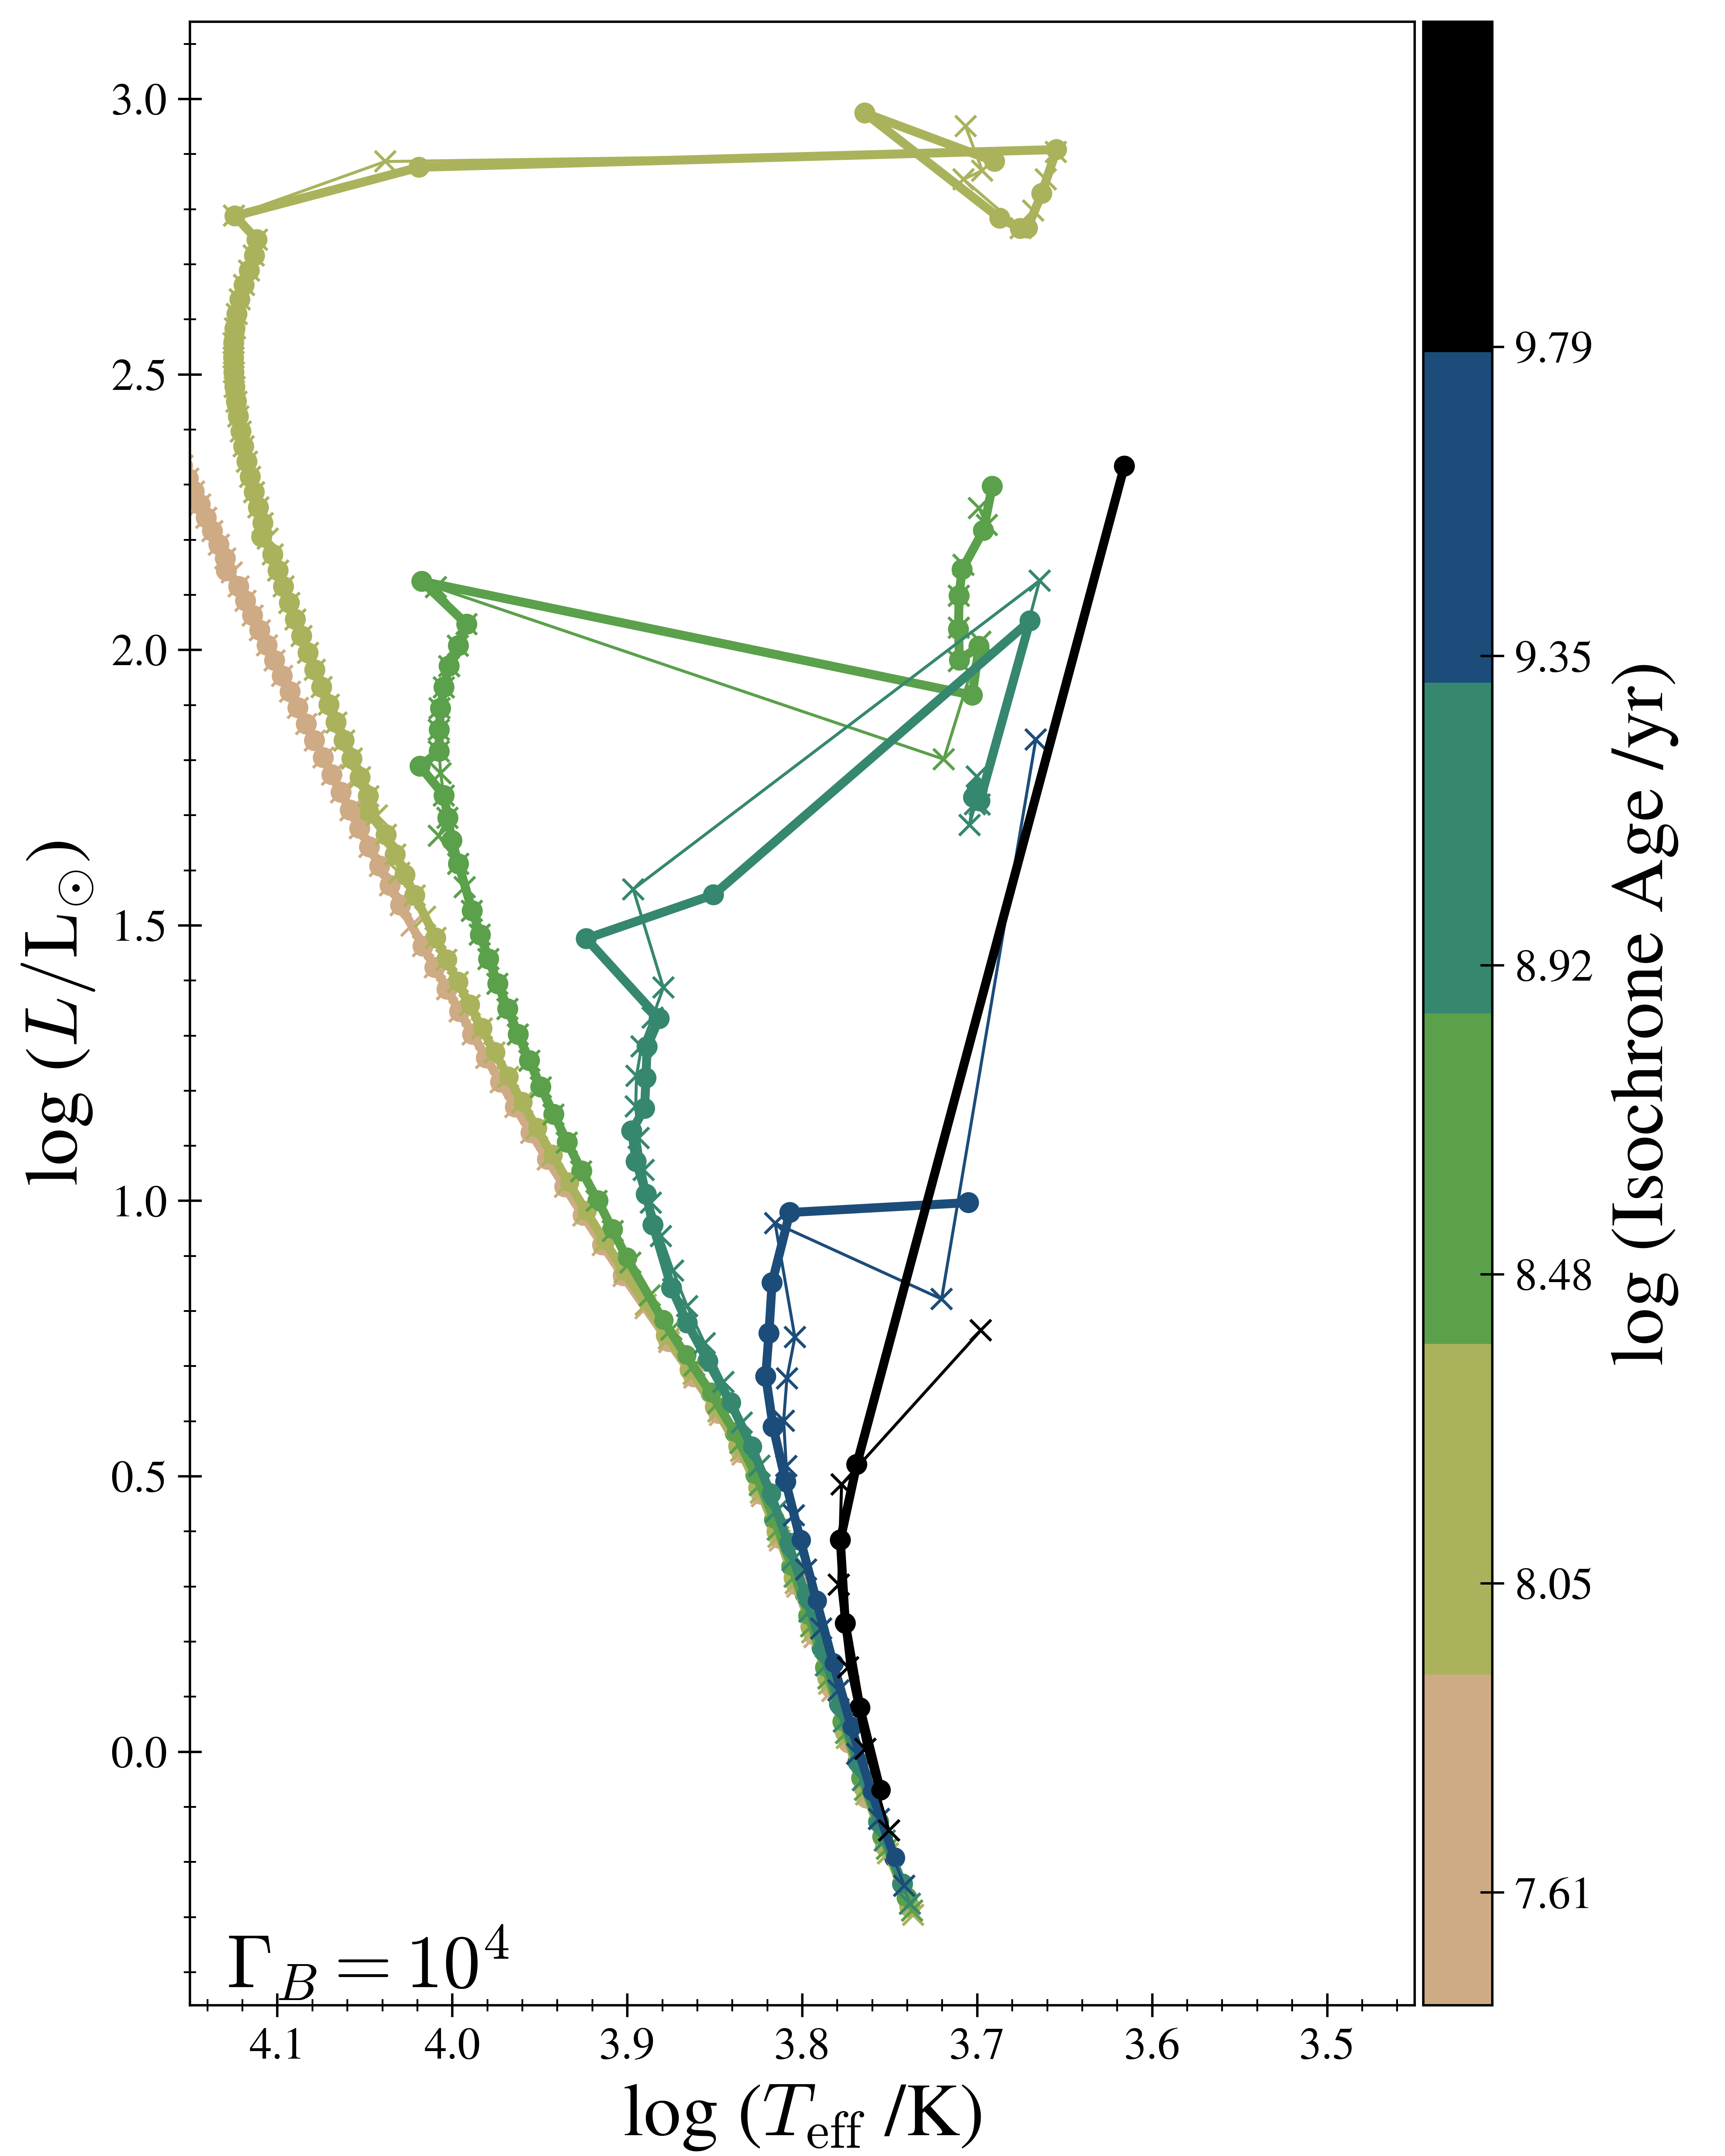 3.0
2.5
2.0
1.5
1.0
0.5
0.0
log (L/L☉)
Γ_B = 10⁴
4.1 4.0 3.9 3.8 3.7 3.6 3.5
log (T_eff /K)
9.79
9.35
8.92
8.48
8.05
7.61
log (Isochrone Age /yr)